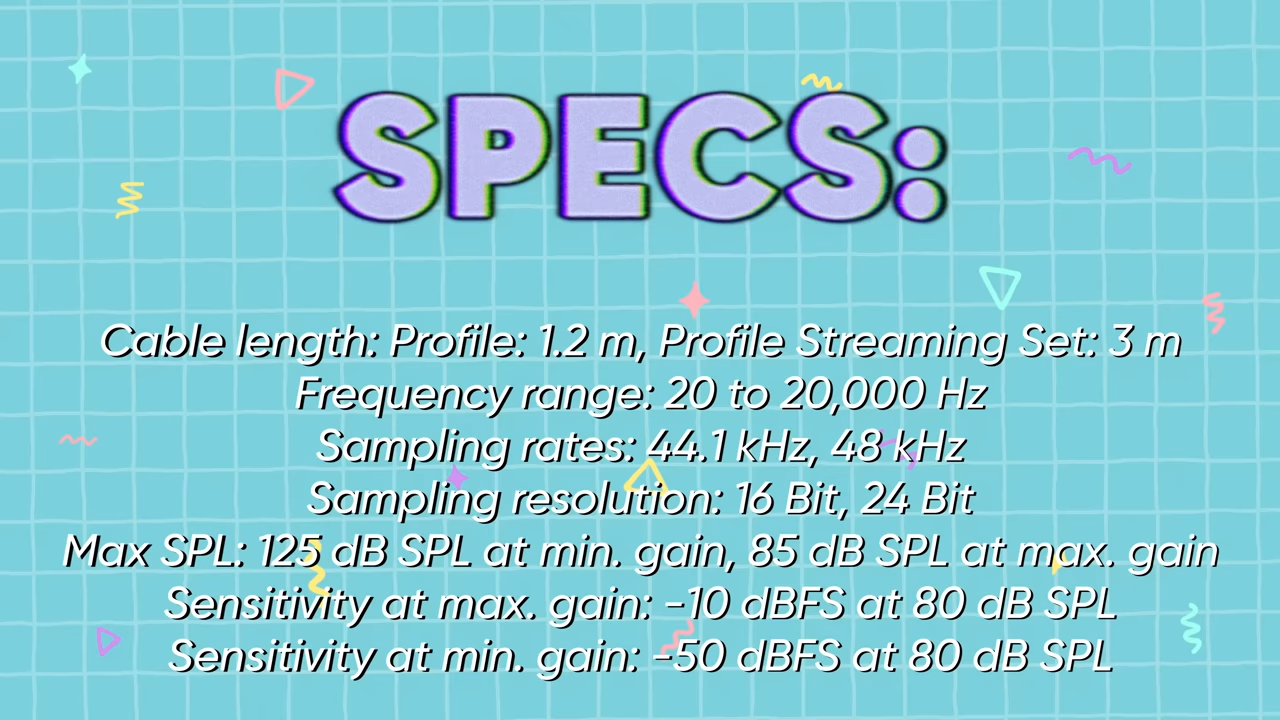 SPECS:
Cable length: Profile: 1.2 m, Profile Streaming Set: 3 m
Frequency range: 20 to 20,000 Hz
Sampling rates: 44.1 kHz, 48 kHz
Sampling resolution: 16 Bit, 24 Bit
Max SPL: 125 dB SPL at min. gain, 85 dB SPL at max. gain
Sensitivity at max. gain: -10 dBFS at 80 dB SPL
Sensitivity at min. gain: -50 dBFS at 80 dB SPL